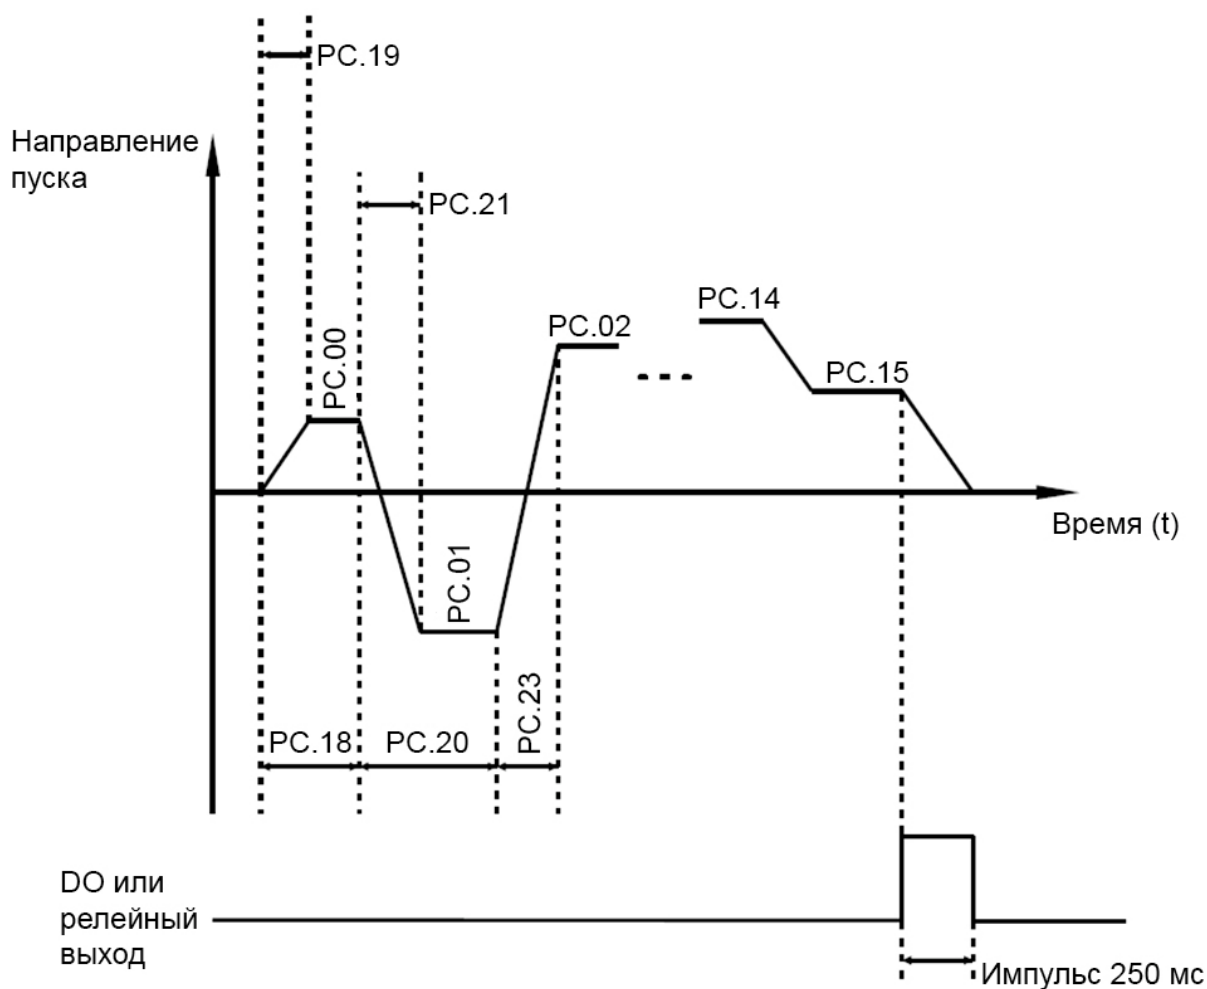 PC.19
Направление
пуска
PC.21
PC.14
PC.02
PC.00
PC.15
Время (t)
PC.01
PC.23
PC.18
PC.20
DO или
релейный
выход
Импульс 250 мс